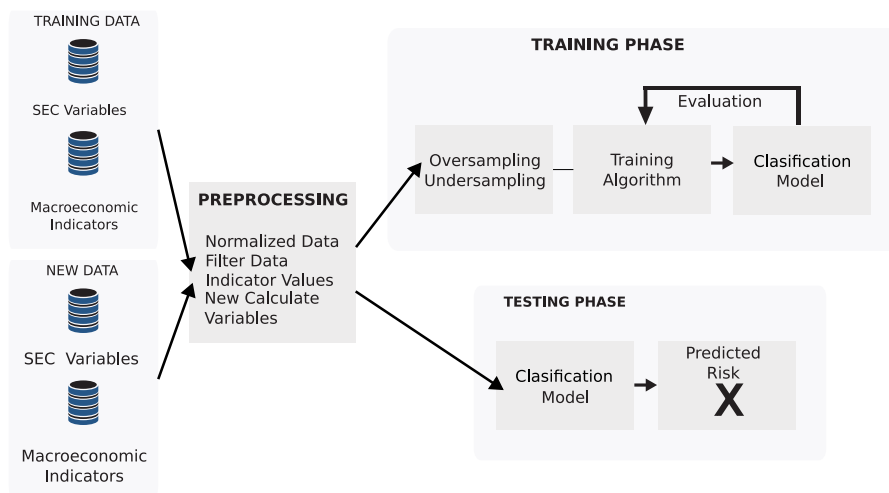 TRAINING DATA
SEC Variables
Macroeconomic
Indicators
NEW DATA
SEC Variables
Macroeconomic
Indicators
PREPROCESSING
Normalized Data
Filter Data
Indicator Values
New Calculate
Variables
TRAINING PHASE
Evaluation
Oversampling
Undersampling
Training
Algorithm
Clasification
Model
TESTING PHASE
Clasification
Model
Predicted
Risk
X